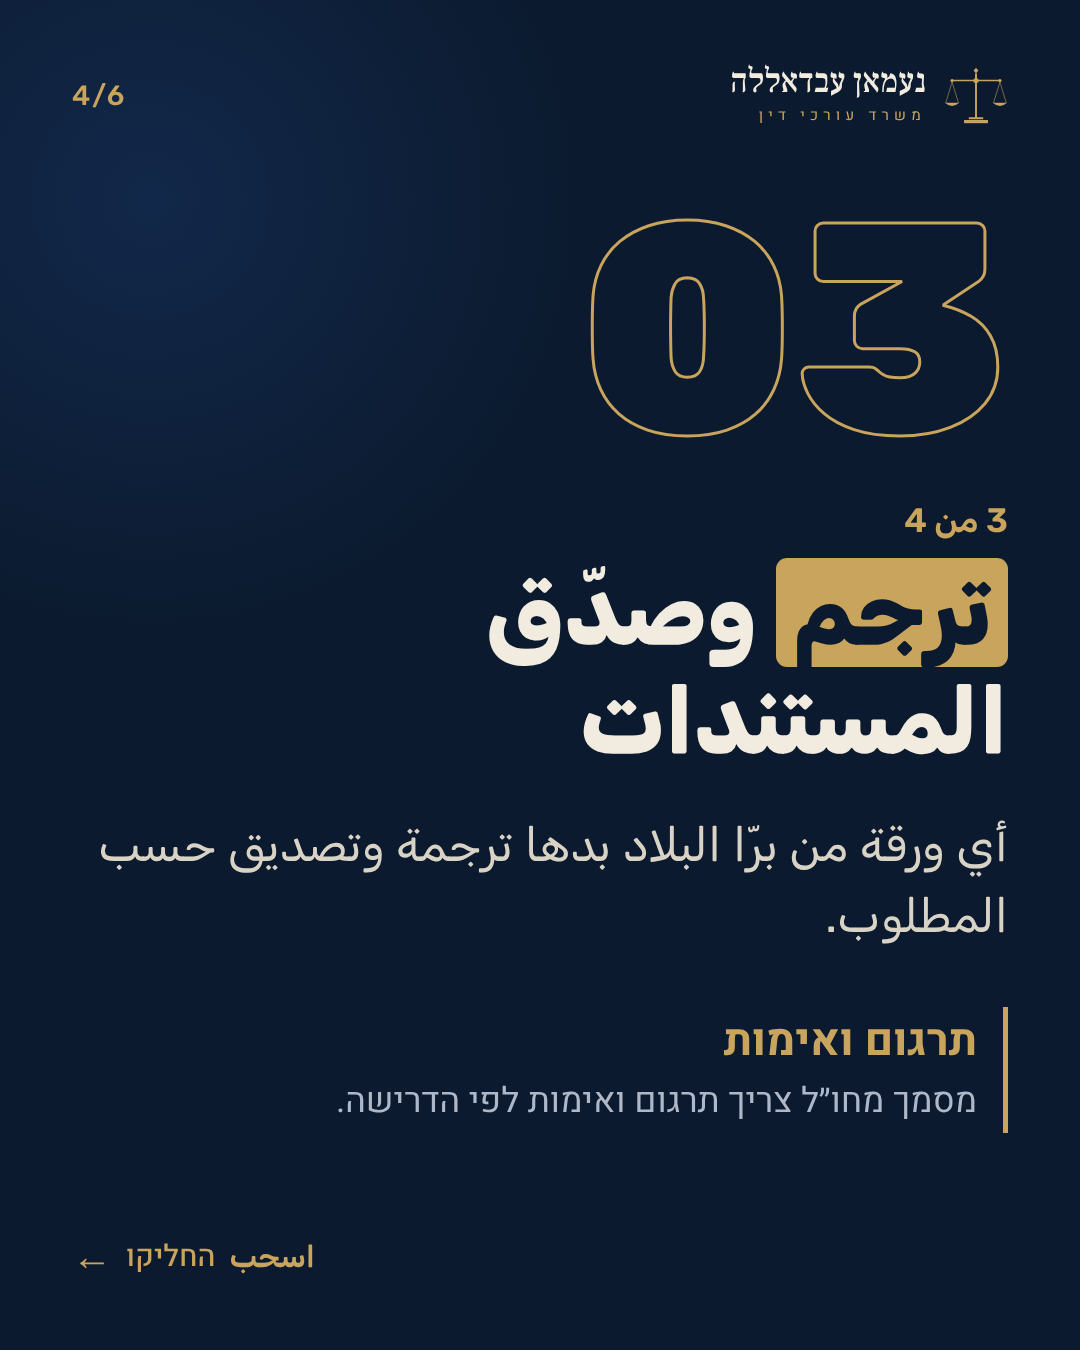 נעמאן עבדאללה
משרד עורכי דין
4/6
03
3 من 4
ترجم وصدّق
المستندات
أي ورقة من برّا البلاد بدها ترجمة وتصديق حسب
المطلوب.
תרגום ואימות
מסמך מחו״ל צריך תרגום ואימות לפי הדרישה.
اسحب החליקו ←